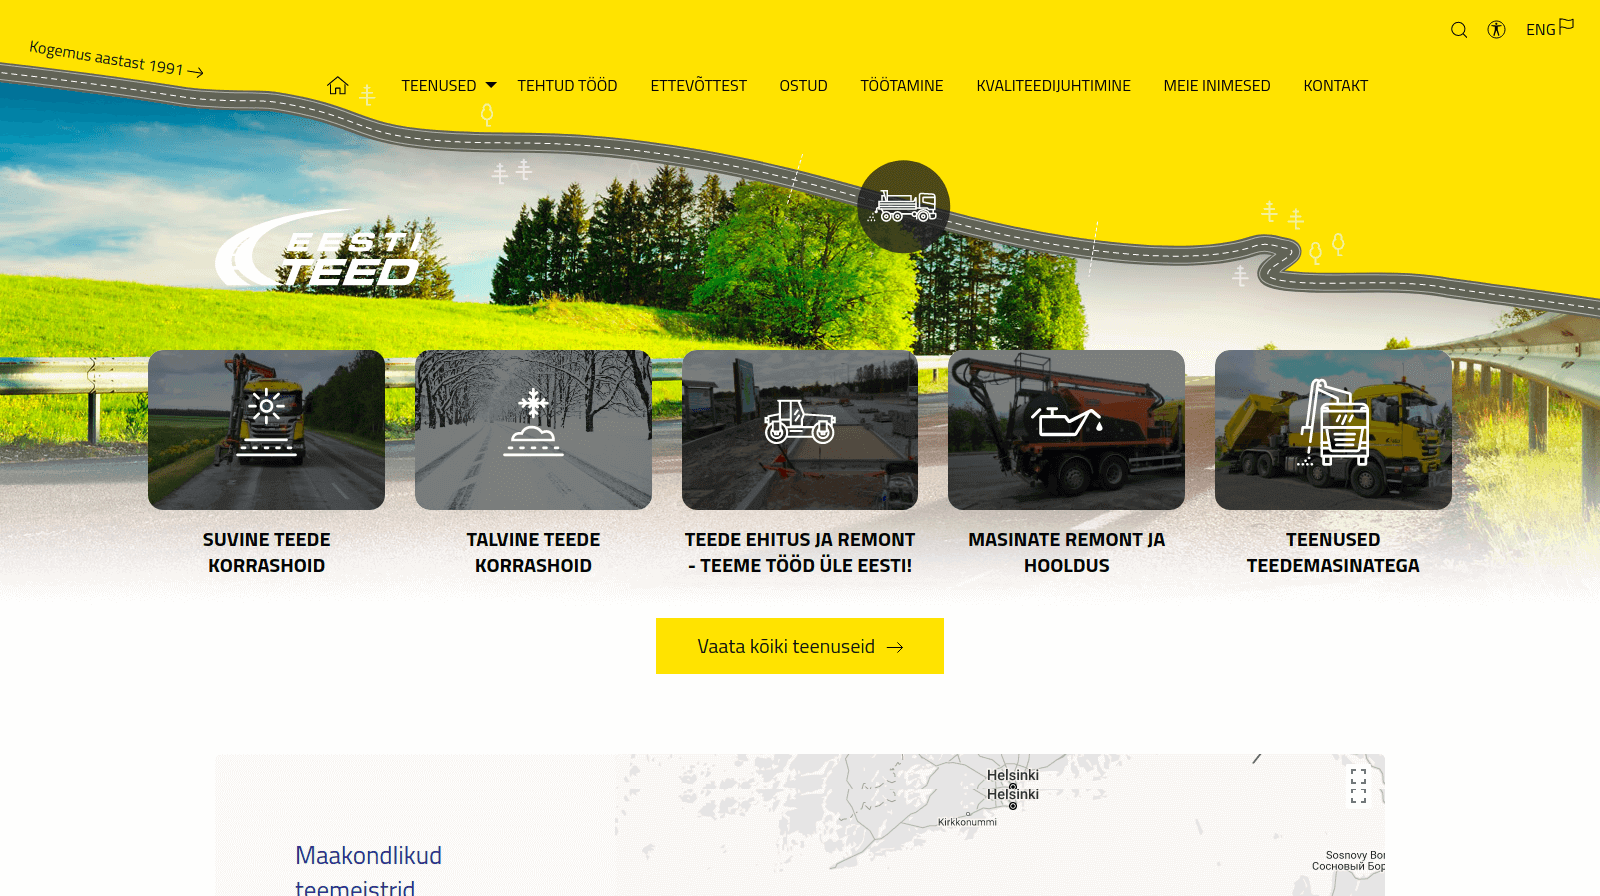 ENG
Kogemus aastast 1991
TEENUSED TEHTUD TÖÖD ETTEVÕTTEST OSTUD TÖÖTAMINE KVALITEEDIJUHTIMINE MEIE INIMESED KONTAKT
EESTI
TEED
SUVINE TEEDE
KORRASHOID
TALVINE TEEDE
KORRASHOID
TEEDE EHITUS JA REMONT
- TEEME TÖÖD ÜLE EESTI!
MASINATE REMONT JA
HOOLDUS
TEENUSED
TEEDEMASINATEGA
Vaata kõiki teenuseid
Maakondlikud
teemeistrid
Helsinki
Helsinki
Kirkkonummi
Sosnovy Bor
Сосновый Бор